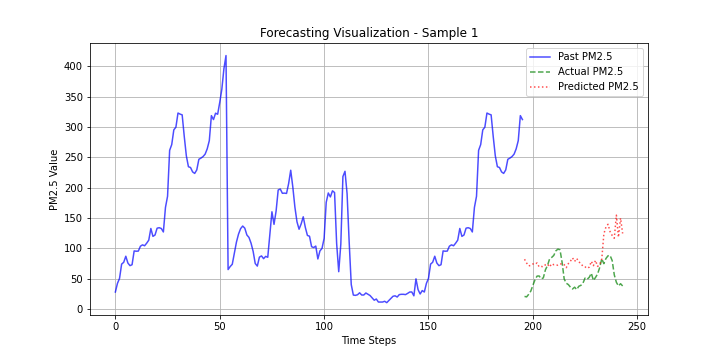 Forecasting Visualization - Sample 1
Past PM2.5
Actual PM2.5
Predicted PM2.5
PM2.5 Value
400
350
300
250
200
150
100
50
0
0
50
100
150
200
250
Time Steps